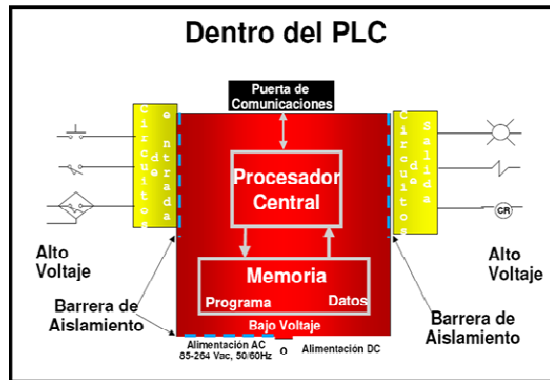 Dentro del PLC
Puerta de
Comunicaciones
Circuitos
de
entrada
Circuitos
de
Salida
Procesador
Central
CR
Alto
Voltaje
Alto
Voltaje
Memoria
Programa
Datos
Barrera de
Aislamiento
Barrera de
Aislamiento
Bajo Voltaje
Alimentación AC
85-264 Vac, 50/60Hz
O
Alimentación DC